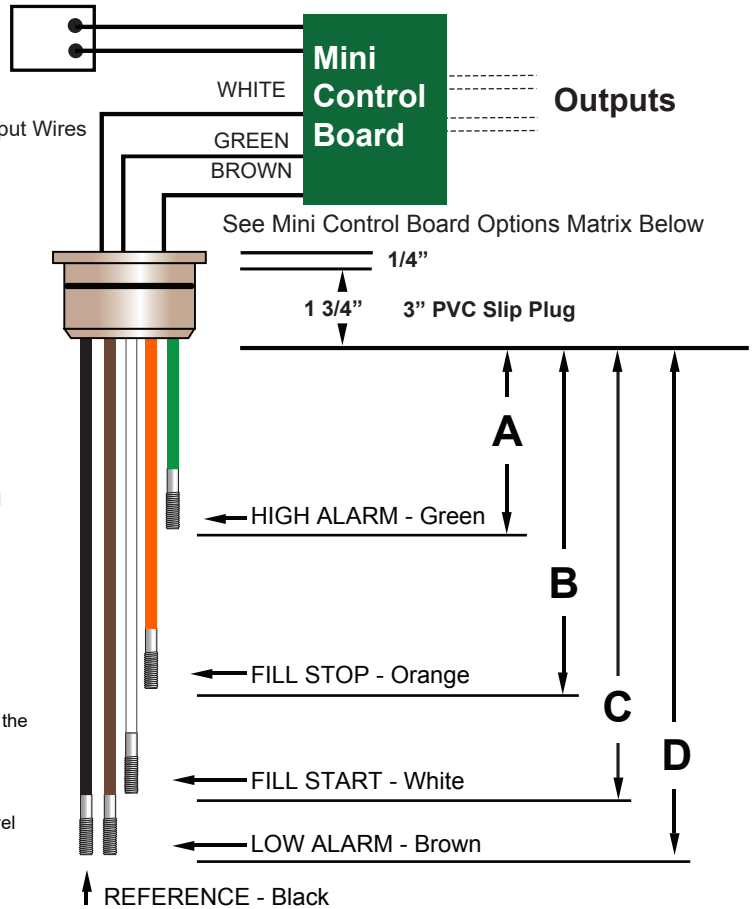 Mini
Control
Board
WHITE
Outputs
put Wires
GREEN
BROWN
See Mini Control Board Options Matrix Below
1/4”
1 3/4” 3” PVC Slip Plug
A
HIGH ALARM - Green
B
FILL STOP - Orange
the
C
D
FILL START - White
LOW ALARM - Brown
REFERENCE - Black